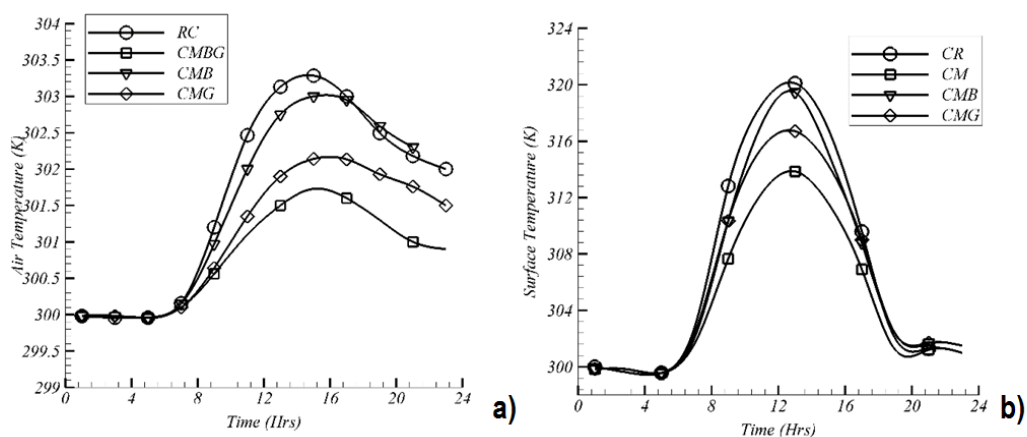 304
303.5
303
302.5
302
301.5
301
300.5
300
299.5
299
Air Temperature (K)
RC
CMBG
CMB
CMG
0 4 8 12 16 20 24
Time (Hrs)
a)
324
320
316
312
308
304
300
Surface Temperature (K)
CR
CM
CMB
CMG
0 4 8 12 16 20 24
Time (Hrs)
b)